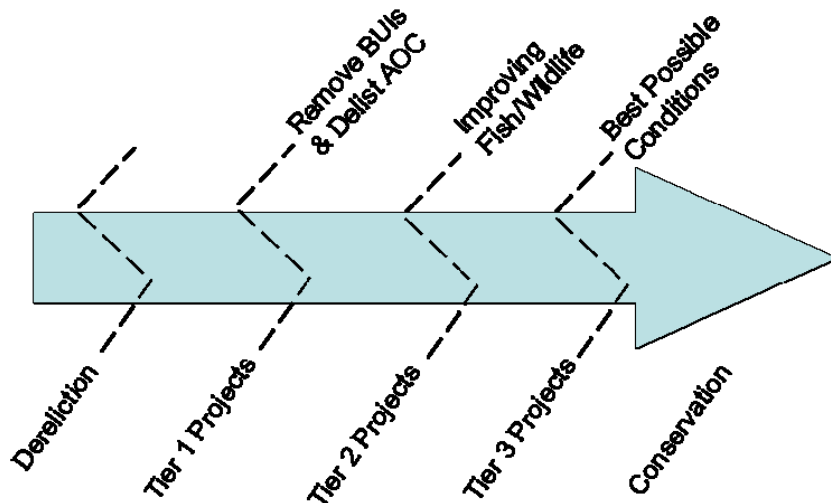 Remove BUIs
& Delist AOC
Improving
Fish/Wildlife
Best Possible
Conditions
Dereliction
Tier 1 Projects
Tier 2 Projects
Tier 3 Projects
Conservation